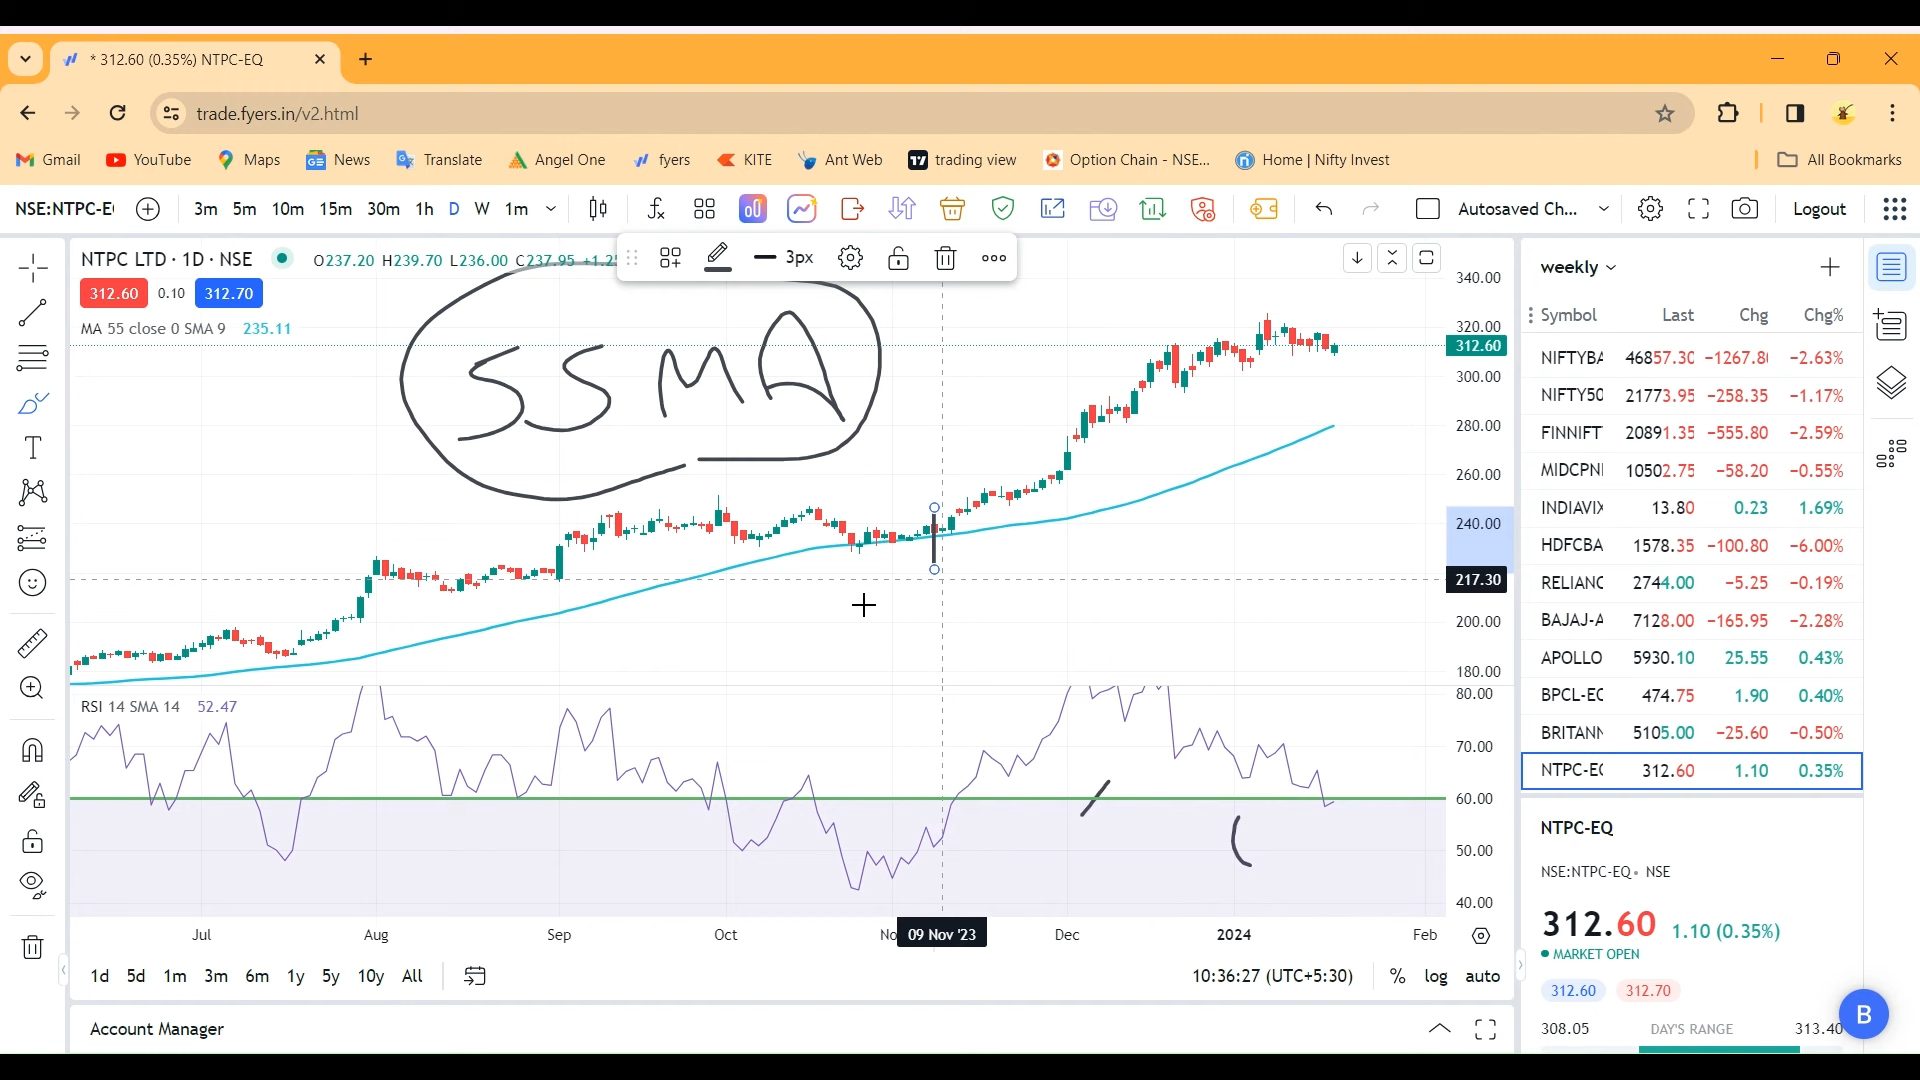 * 312.60 (0.35%) NTPC-EQ
trade.fyers.in/v2.html
Gmail YouTube Maps News Translate Angel One fyers KITE Ant Web trading view Option Chain - NSE... Home | Nifty Invest All Bookmarks
NSE:NTPC-E 3m 5m 10m 15m 30m 1h D W 1m Autosaved Ch... Logout
NTPC LTD · 1D · NSE O237.20 H239.70 L236.00 C237.95 +1.2
3px
312.60 0.10 312.70
MA 55 close 0 SMA 9 235.11
55 MA
340.00
320.00
312.60
300.00
280.00
260.00
240.00
217.30
200.00
180.00
RSI 14 SMA 14 52.47
80.00
70.00
60.00
50.00
40.00
Jul Aug Sep Oct No 09 Nov '23 Dec 2024 Feb
1d 5d 1m 3m 6m 1y 5y 10y All 10:36:27 (UTC+5:30) % log auto
Account Manager
weekly
Symbol Last Chg Chg%
NIFTYBA 46857.30 -1267.80 -2.63%
NIFTY50 21773.95 -258.35 -1.17%
FINNIFT 20891.35 -555.80 -2.59%
MIDCPNI 10502.75 -58.20 -0.55%
INDIAVIX 13.80 0.23 1.69%
HDFCBA 1578.35 -100.80 -6.00%
RELIANC 2744.00 -5.25 -0.19%
BAJAJ-A 7128.00 -165.95 -2.28%
APOLLO 5930.10 25.55 0.43%
BPCL-EC 474.75 1.90 0.40%
BRITANN 5105.00 -25.60 -0.50%
NTPC-EC 312.60 1.10 0.35%
NTPC-EQ
NSE:NTPC-EQ • NSE
312.60 1.10 (0.35%)
MARKET OPEN
312.60 312.70
B
308.05 DAY'S RANGE 313.40